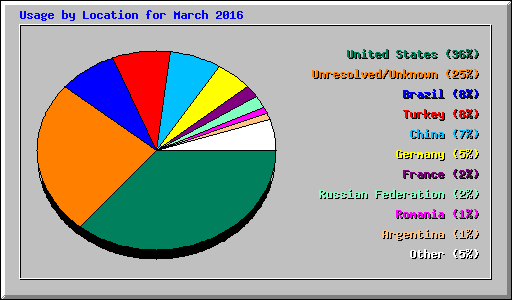 Usage by Location for March 2016
United States (36%)
Unresolved/Unknown (25%)
Brazil (8%)
Turkey (8%)
China (7%)
Germany (5%)
France (2%)
Russian Federation (2%)
Romania (1%)
Argentina (1%)
Other (5%)